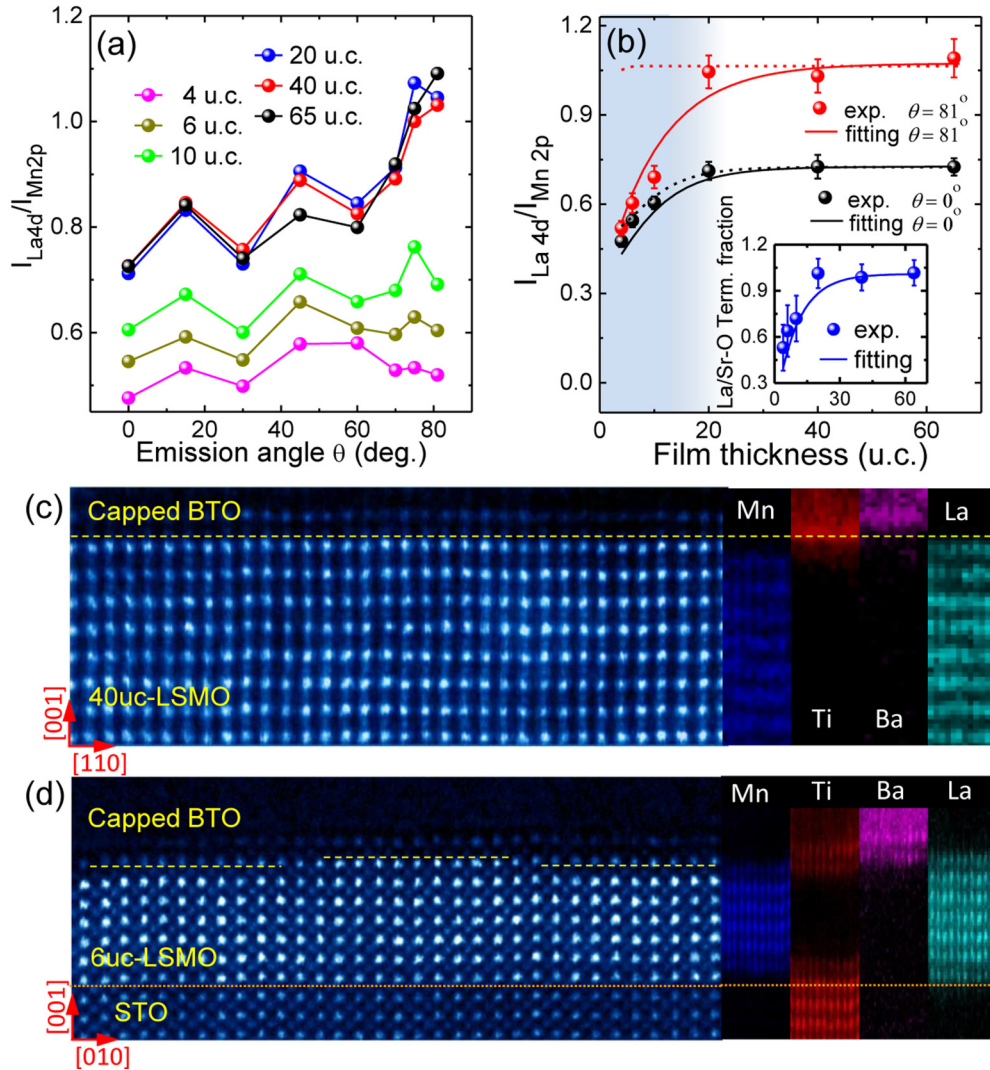 (a)
1.2
1.0
0.8
0.6
I La4d/I Mn2p
4 u.c.
6 u.c.
10 u.c.
20 u.c.
40 u.c.
65 u.c.
0 20 40 60 80
Emission angle θ (deg.)
(b)
1.2
0.9
0.6
0.3
0.0
I La 4d/I Mn 2p
exp. θ = 81°
fitting θ = 81°
exp. θ = 0°
fitting θ = 0°
La/Sr-O Term. fraction
1.2
0.9
0.6
0.3
exp.
fitting
0 30 60
0 20 40 60
Film thickness (u.c.)
(c)
Capped BTO
40uc-LSMO
[001]
[110]
Mn
Ti
Ba
La
(d)
Capped BTO
6uc-LSMO
STO
[001]
[010]
Mn Ti Ba La